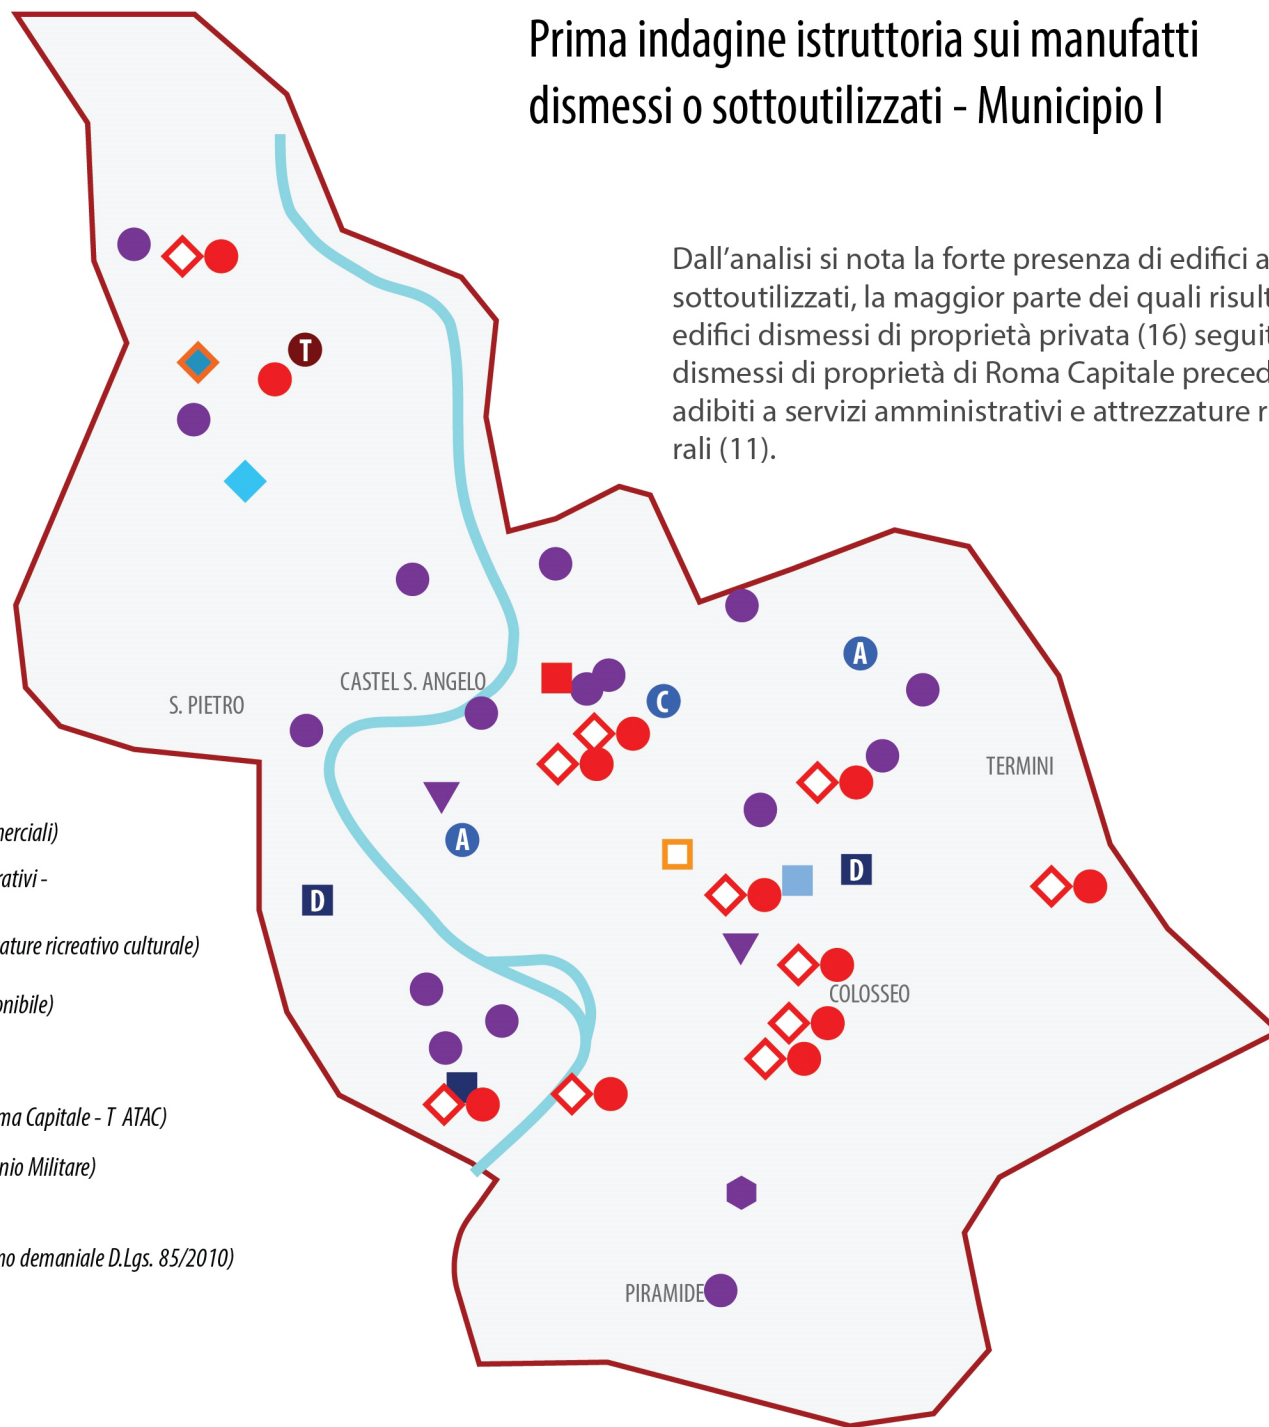 Prima indagine istruttoria sui manufatti
dismessi o sottoutilizzati - Municipio I
Dall'analisi si nota la forte presenza di edifici a
sottoutilizzati, la maggior parte dei quali risult
edifici dismessi di proprietà privata (16) seguit
dismessi di proprietà di Roma Capitale preced
adibiti a servizi amministrativi e attrezzature r
rali (11).
T
A
CASTEL S. ANGELO
S. PIETRO
C
TERMINI
A
D
D
COLOSSEO
PIRAMIDE
nerciali)
rativi -
ature ricreativo culturale)
onibile)
ma Capitale - T ATAC)
nio Militare)
no demaniale D.Lgs. 85/2010)